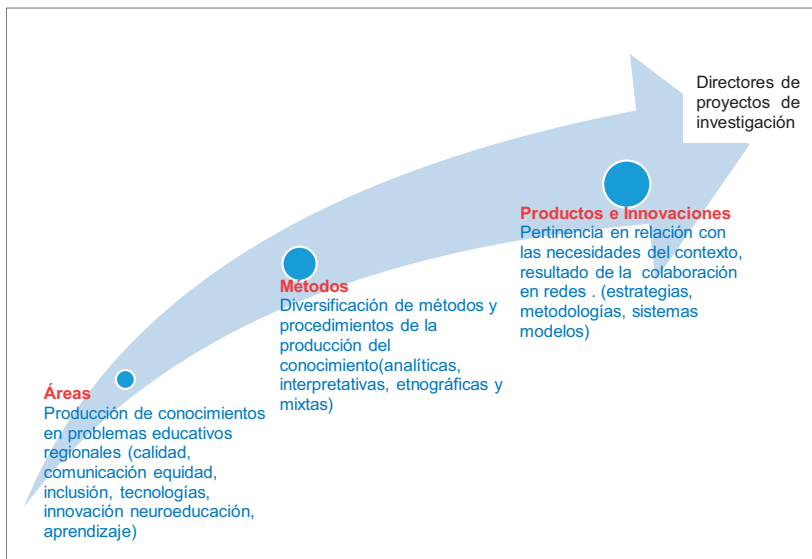 Directores de
proyectos de
investigación
Productos e Innovaciones
Pertinencia en relación con
las necesidades del contexto,
resultado de la colaboración
en redes . (estrategias,
metodologías, sistemas
modelos)
Métodos
Diversificación de métodos y
procedimientos de la
producción del
conocimiento(analíticas,
interpretativas, etnográficas y
mixtas)
Áreas
Producción de conocimientos
en problemas educativos
regionales (calidad,
comunicación equidad,
inclusión, tecnologías,
innovación neuroeducación,
aprendizaje)